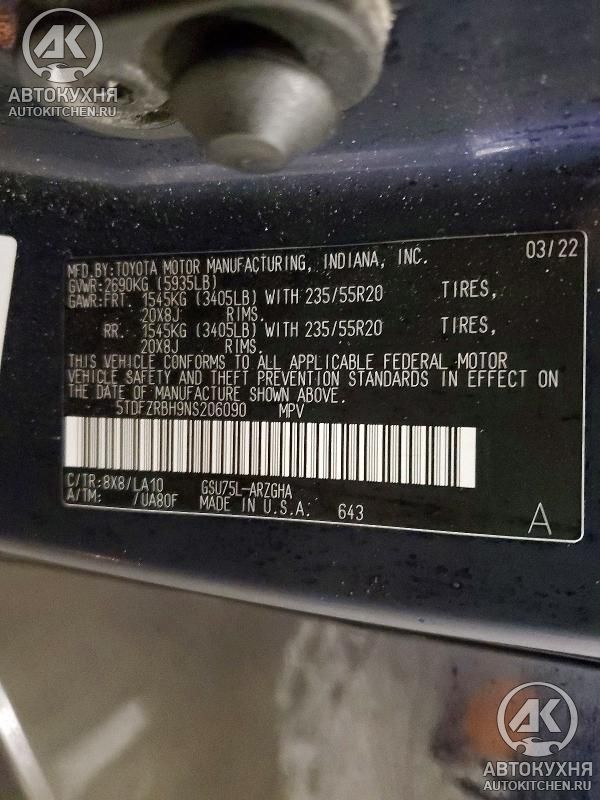 АК
АВТОКУХНЯ
AUTOKITCHEN.RU
MFD.BY:TOYOTA MOTOR MANUFACTURING, INDIANA, INC. 03/22
GVWR:2690KG (5935LB)
GAWR:FRT. 1545KG (3405LB) WITH 235/55R20 TIRES,
20X8J RIMS.
RR. 1545KG (3405LB) WITH 235/55R20 TIRES,
20X8J RIMS.
THIS VEHICLE CONFORMS TO ALL APPLICABLE FEDERAL MOTOR
VEHICLE SAFETY AND THEFT PREVENTION STANDARDS IN EFFECT ON
THE DATE OF MANUFACTURE SHOWN ABOVE.
5TDFZRBH9NS206090 MPV
C/TR:8X8/LA10 GSU75L-ARZGHA
A/TM: /UA80F MADE IN U.S.A. 643
A
АК
АВТОКУХНЯ
AUTOKITCHEN.RU